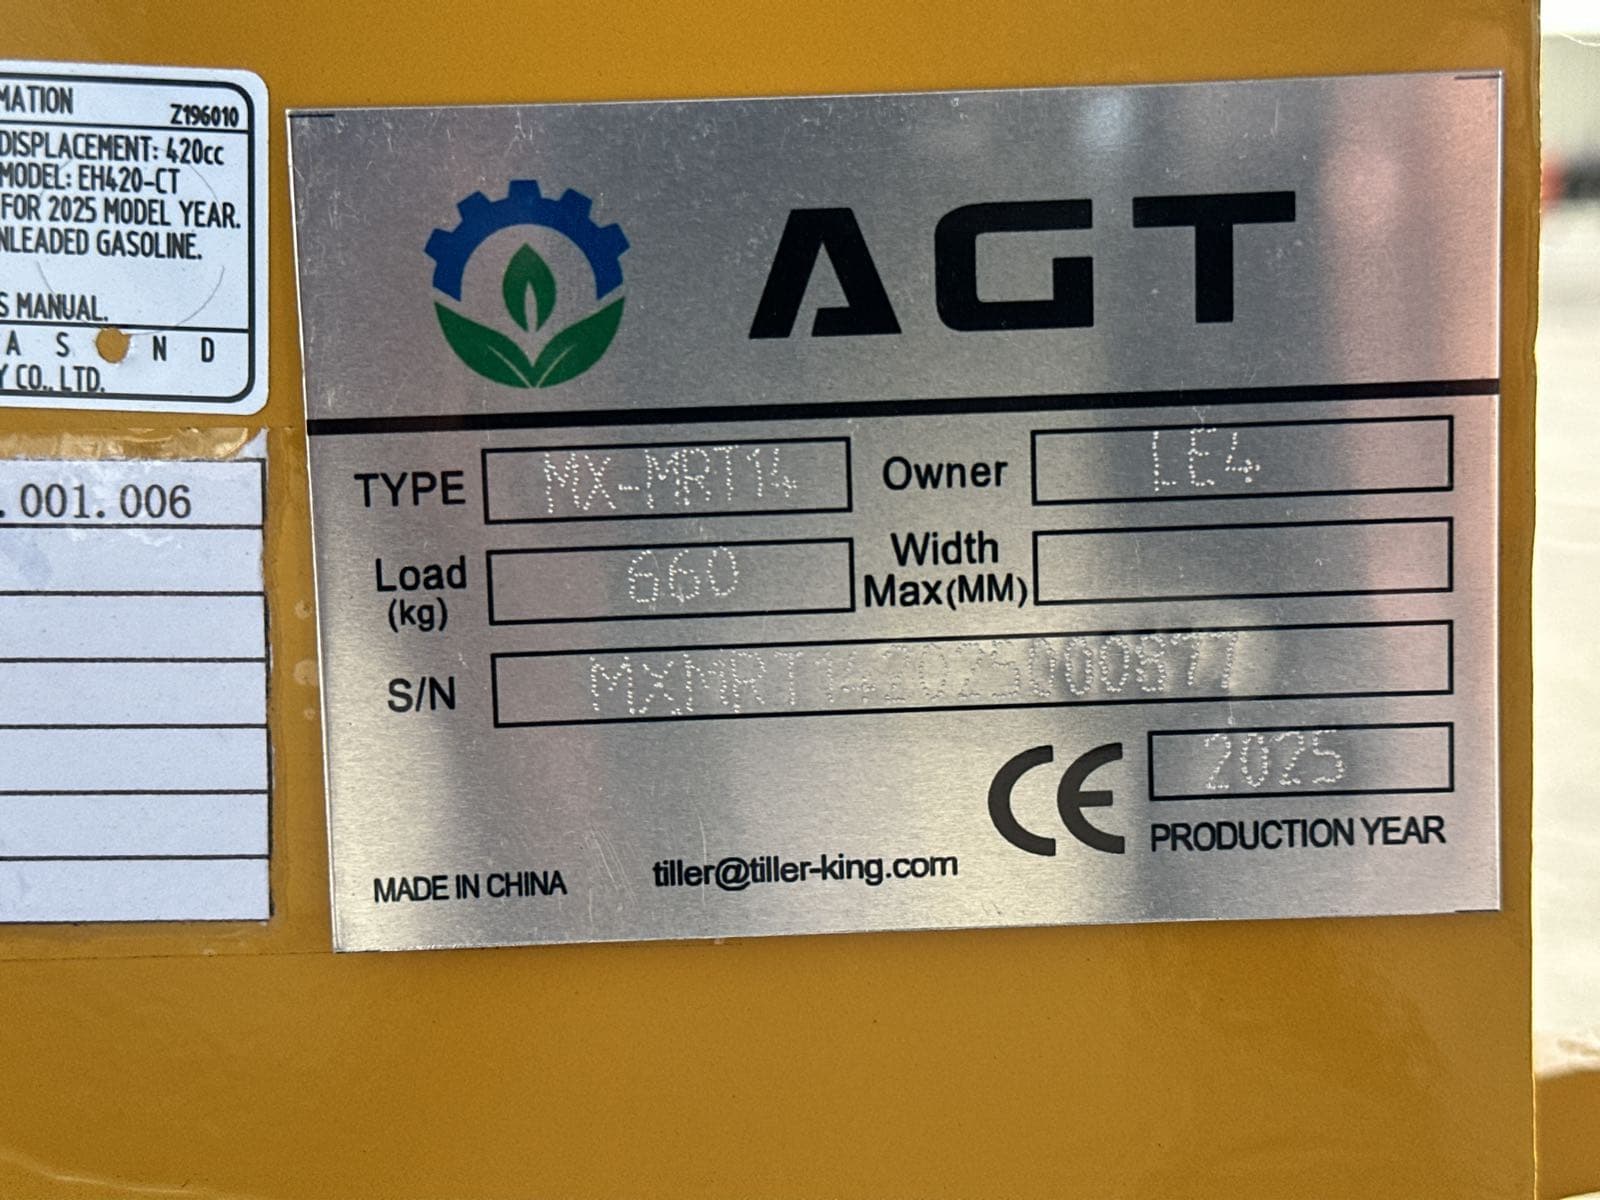 MATION Z196010
DISPLACEMENT: 420cc
MODEL: EH420-CT
FOR 2025 MODEL YEAR.
NLEADED GASOLINE.
S MANUAL.
A S N D
Y CO., LTD.
. 001. 006
AGT
TYPE MX-MRT14 Owner LE4
Load (kg) 660 Width Max(MM)
S/N MXMRT142025000877
CE 2025
PRODUCTION YEAR
MADE IN CHINA tiller@tiller-king.com